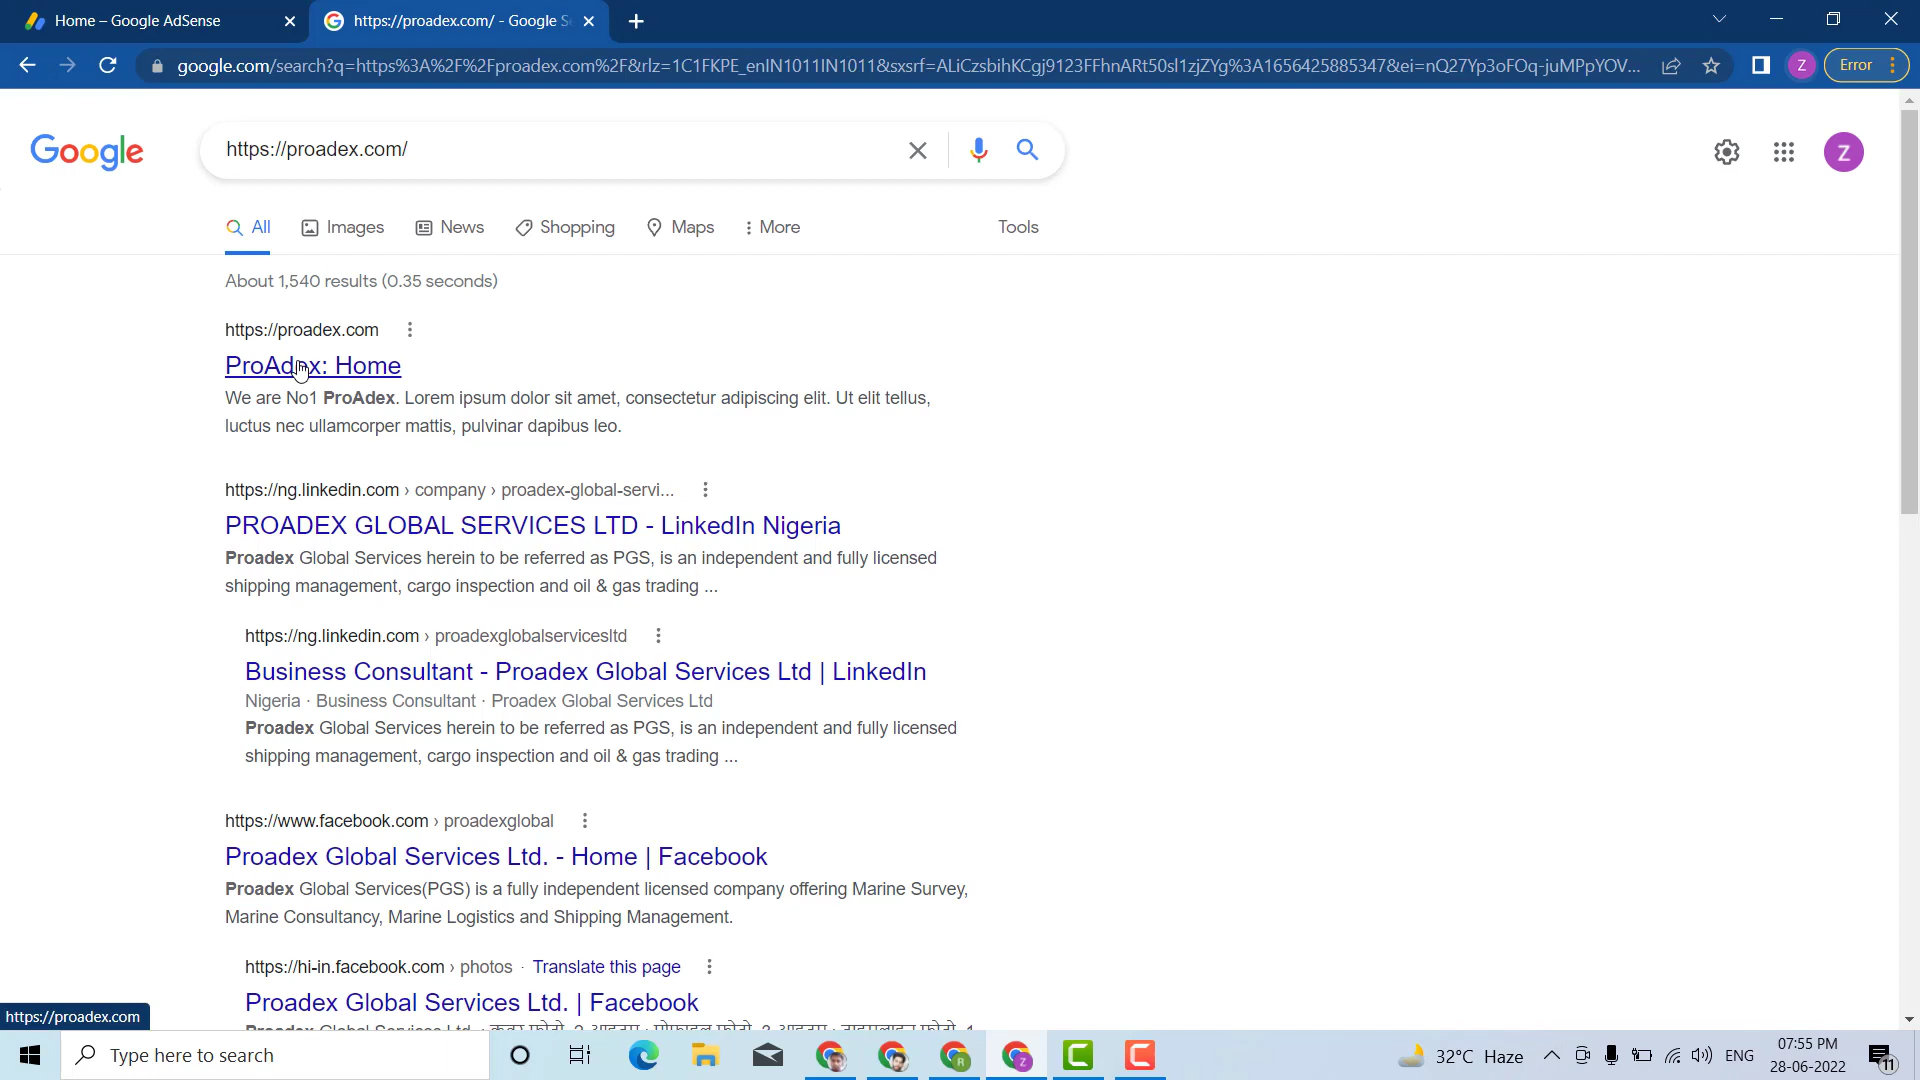 Home – Google AdSense
https://proadex.com/ - Google S
google.com/search?q=https%3A%2F%2Fproadex.com%2F&rlz=1C1FKPE_enIN1011IN1011&sxsrf=ALiCzsbihKCgj9123FFhnARt50sl1zjZYg%3A1656425885347&ei=nQ27Yp3oFOq-juMPpYOV...
Z
Error
Google
https://proadex.com/
Z
All
Images
News
Shopping
Maps
More
Tools
About 1,540 results (0.35 seconds)
https://proadex.com
ProAdex: Home
We are No1 ProAdex. Lorem ipsum dolor sit amet, consectetur adipiscing elit. Ut elit tellus,
luctus nec ullamcorper mattis, pulvinar dapibus leo.
https://ng.linkedin.com › company › proadex-global-servi...
PROADEX GLOBAL SERVICES LTD - LinkedIn Nigeria
Proadex Global Services herein to be referred as PGS, is an independent and fully licensed
shipping management, cargo inspection and oil & gas trading ...
https://ng.linkedin.com › proadexglobalservicesltd
Business Consultant - Proadex Global Services Ltd | LinkedIn
Nigeria · Business Consultant · Proadex Global Services Ltd
Proadex Global Services herein to be referred as PGS, is an independent and fully licensed
shipping management, cargo inspection and oil & gas trading ...
https://www.facebook.com › proadexglobal
Proadex Global Services Ltd. - Home | Facebook
Proadex Global Services(PGS) is a fully independent licensed company offering Marine Survey,
Marine Consultancy, Marine Logistics and Shipping Management.
https://hi-in.facebook.com › photos · Translate this page
Proadex Global Services Ltd. | Facebook
https://proadex.com
Type here to search
R
Z
32°C Haze
ENG
07:55 PM
28-06-2022
11